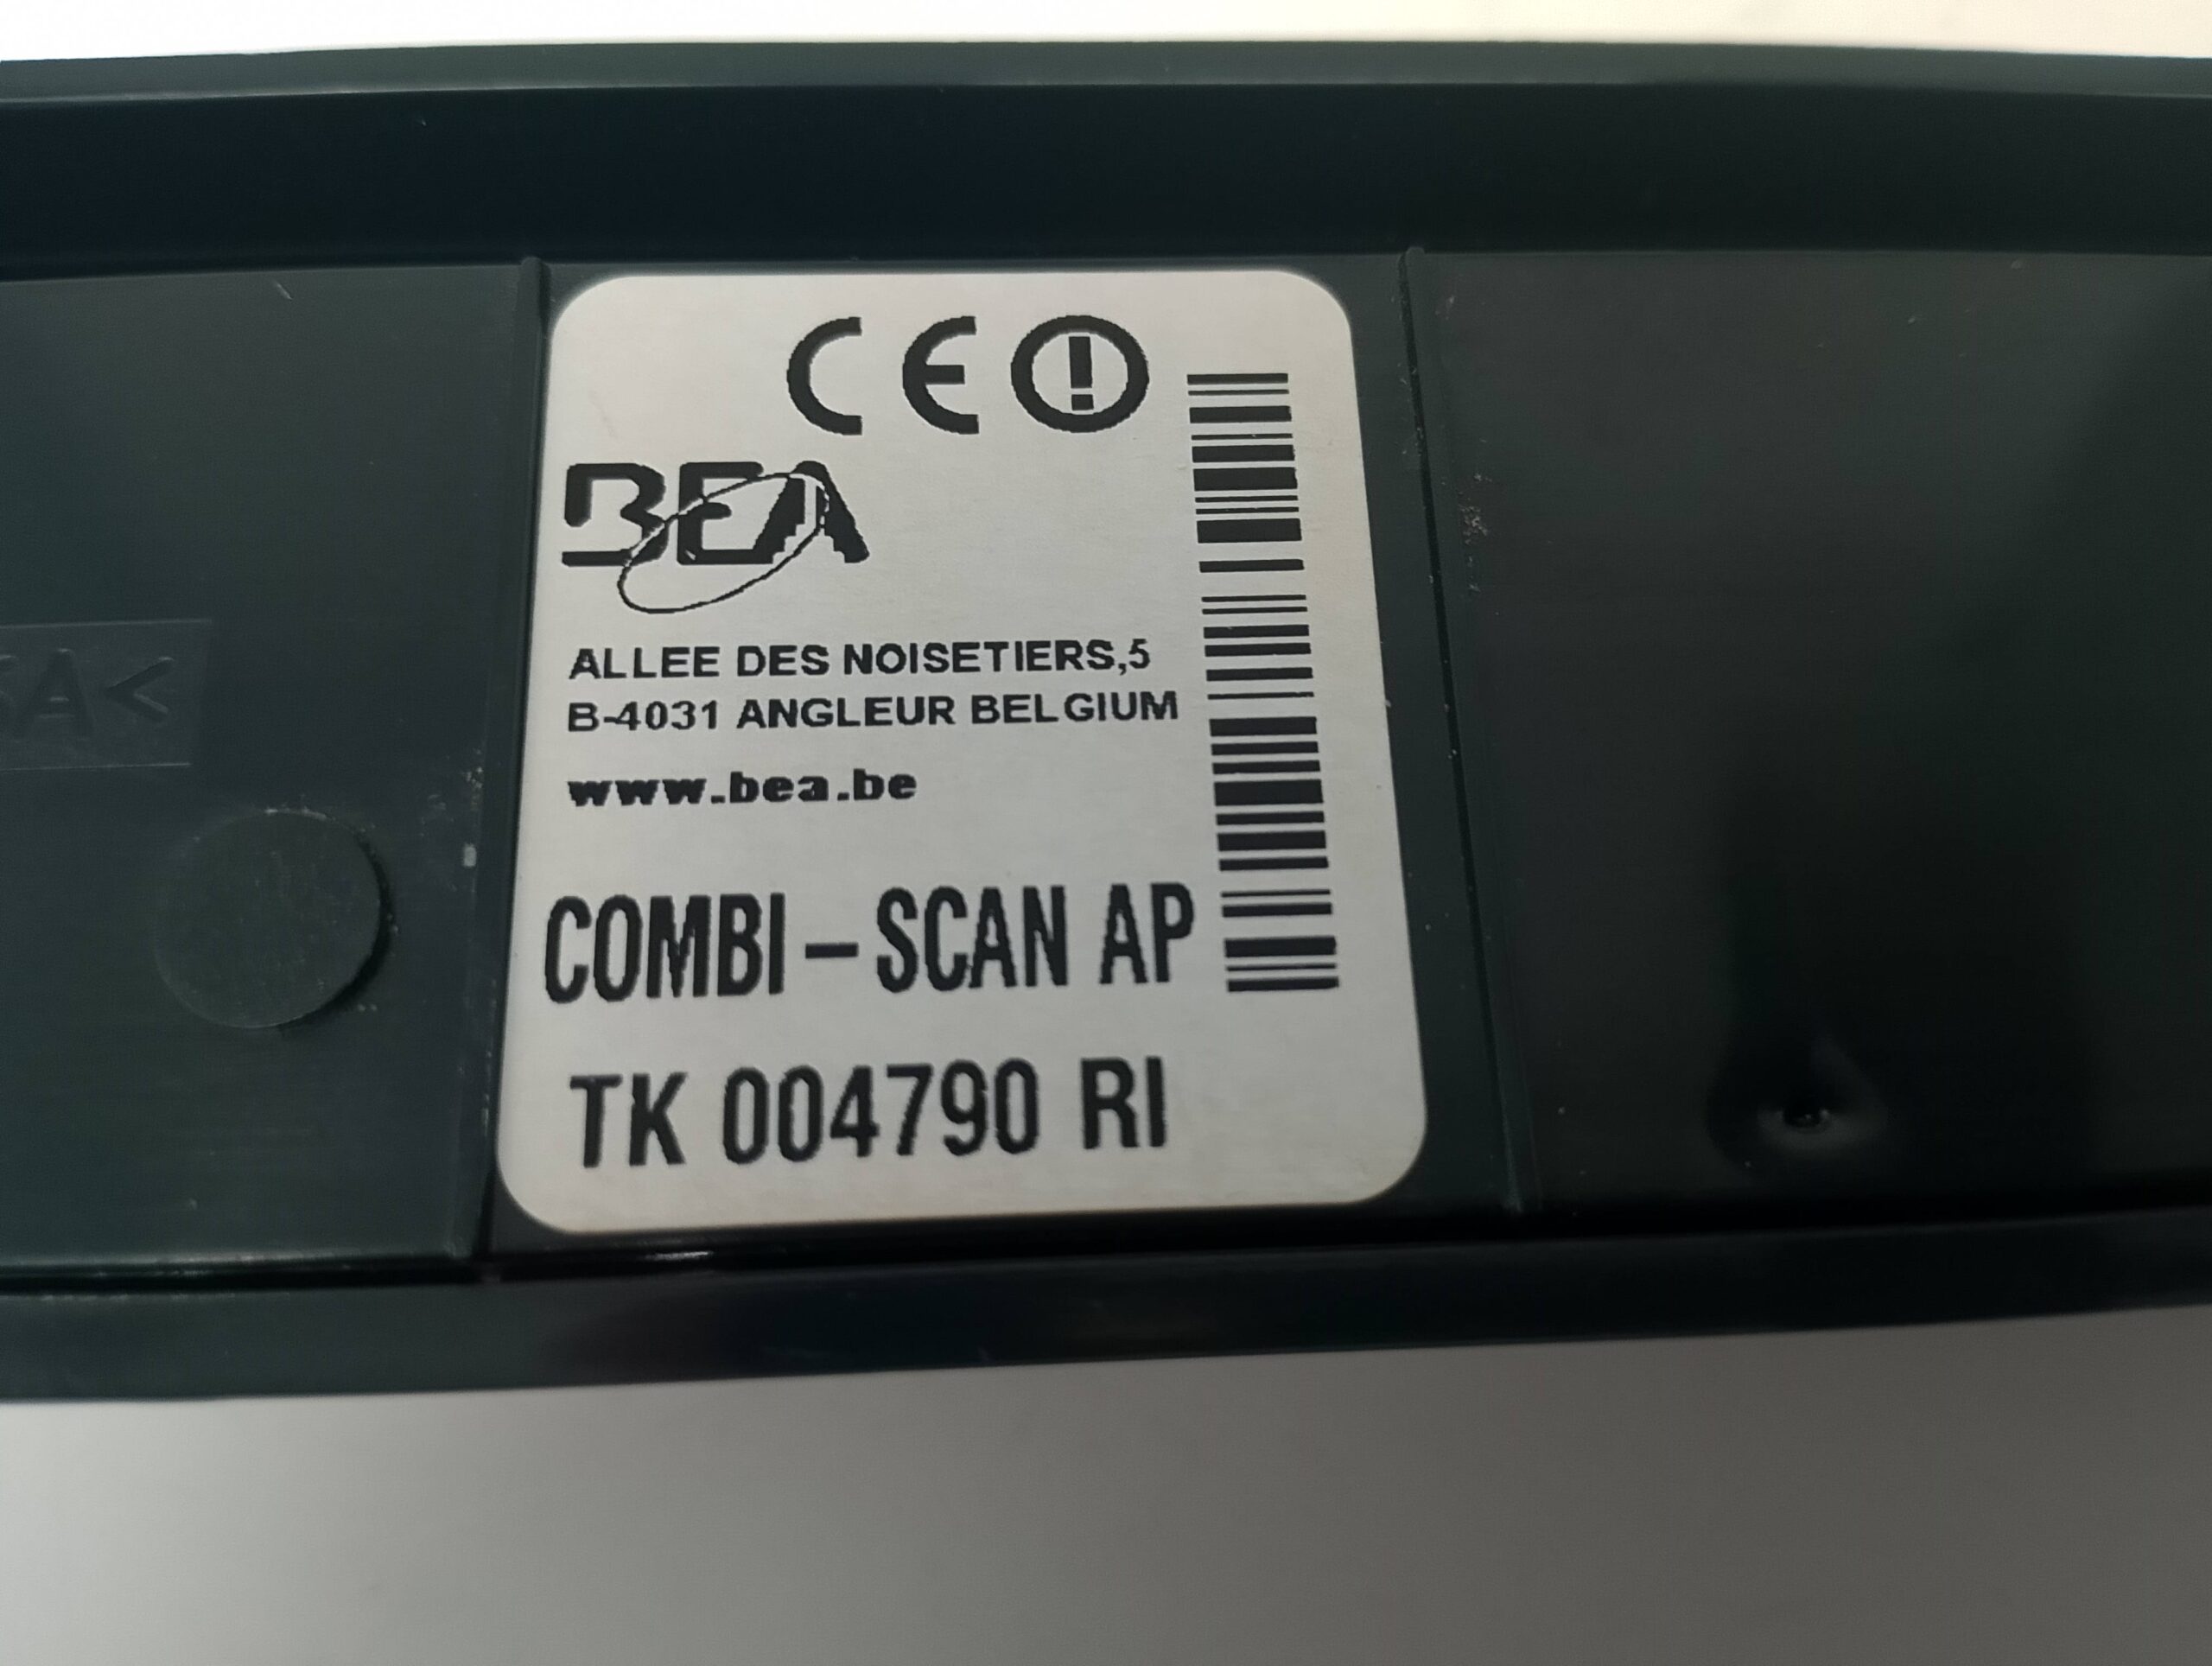 CE
BEA
ALLEE DES NOISETIERS,5
B-4031 ANGLEUR BELGIUM
www.bea.be
COMBI - SCAN AP
TK 004790 RI